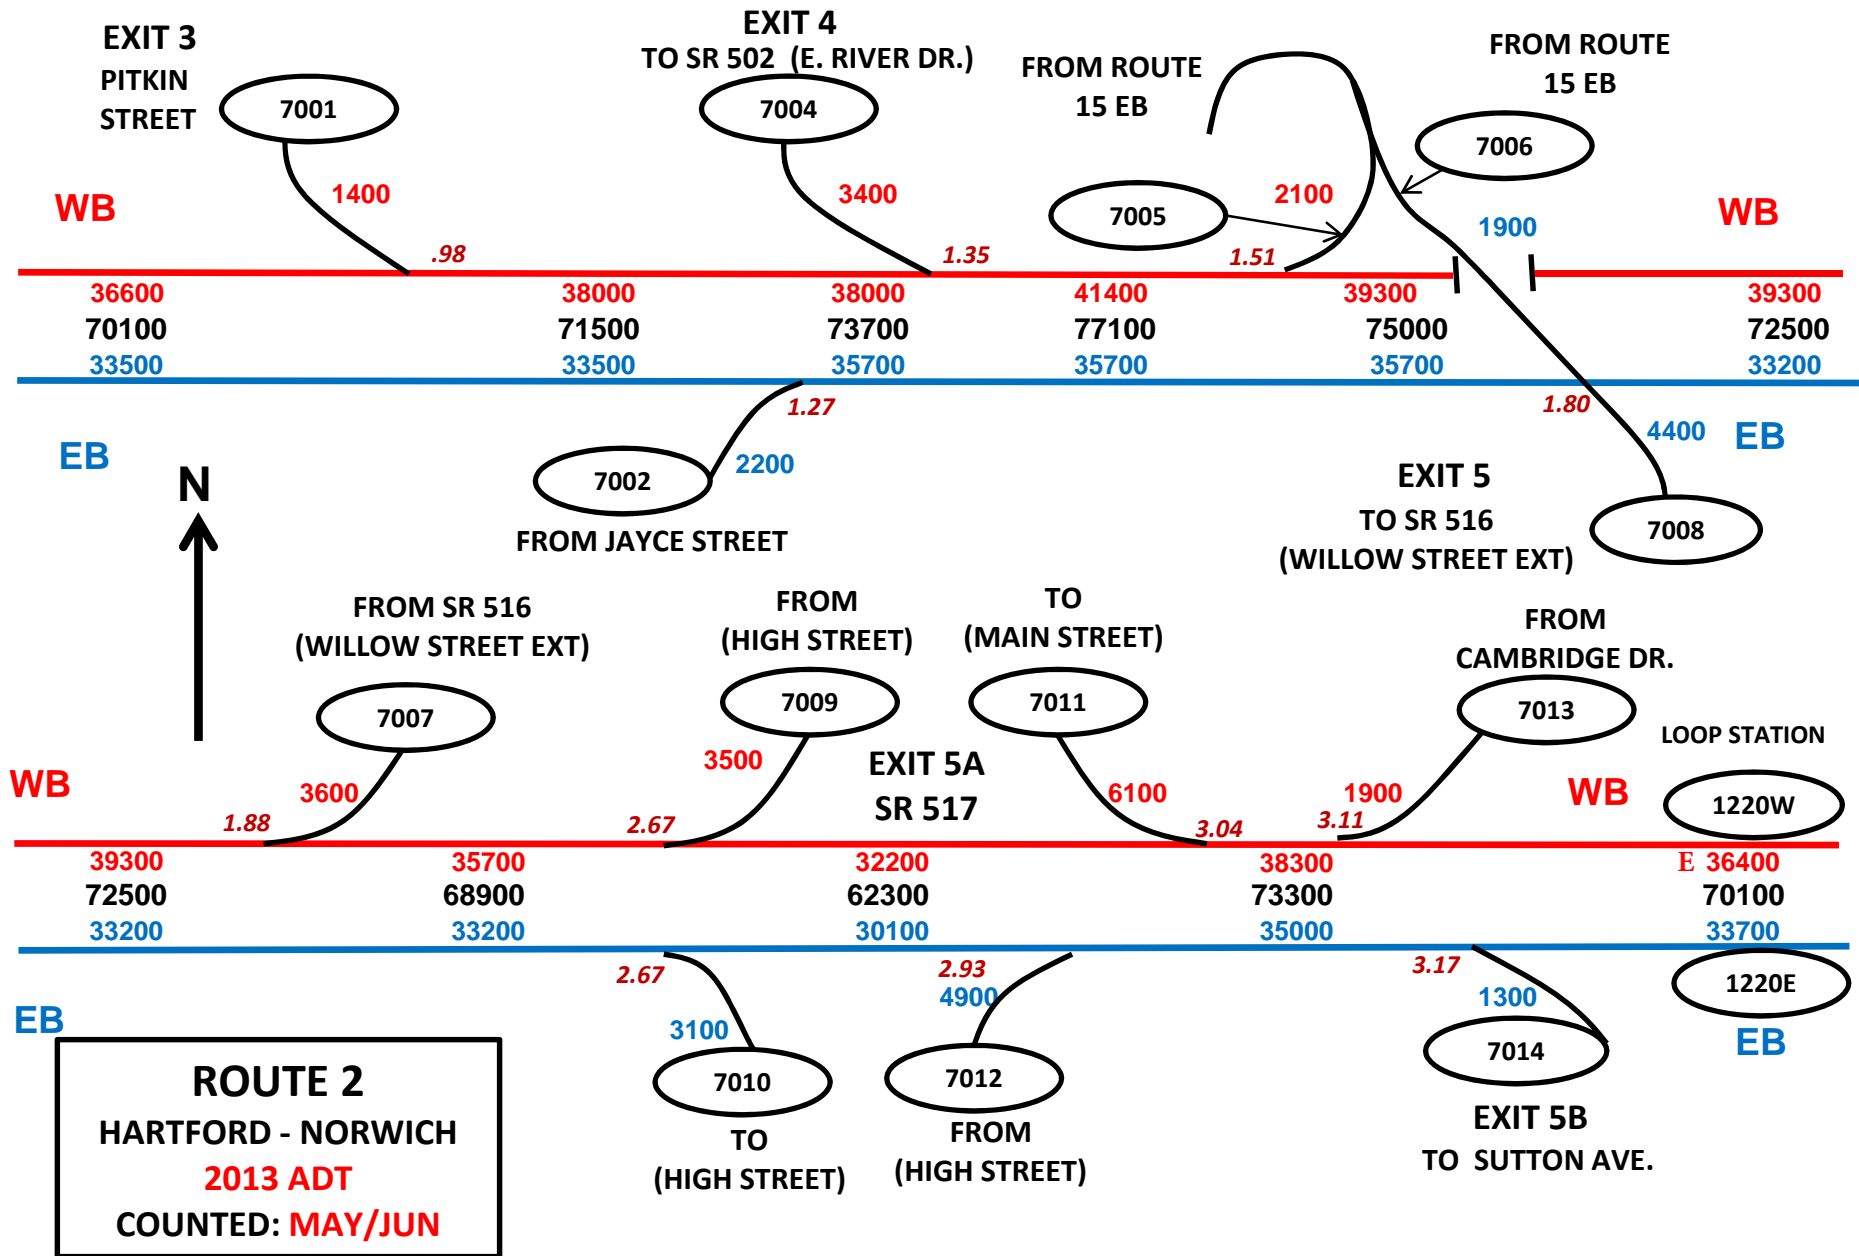 EXIT 3
PITKIN
STREET
7001
EXIT 4
TO SR 502 (E. RIVER DR.)
7004
FROM ROUTE
15 EB
FROM ROUTE
15 EB
7006
7005
WB
1400
3400
2100
1900
WB
.98
1.35
1.51
36600
38000
38000
41400
39300
39300
70100
71500
73700
77100
75000
72500
33500
33500
35700
35700
35700
33200
1.27
1.80
EB
2200
4400
EB
7002
FROM JAYCE STREET
EXIT 5
TO SR 516
(WILLOW STREET EXT)
7008
N
FROM SR 516
(WILLOW STREET EXT)
7007
FROM
(HIGH STREET)
7009
TO
(MAIN STREET)
7011
FROM
CAMBRIDGE DR.
7013
LOOP STATION
1220W
EXIT 5A
SR 517
WB
3600
3500
6100
1900
WB
1.88
2.67
3.04
3.11
39300
35700
32200
38300
E 36400
72500
68900
62300
73300
70100
33200
33200
30100
35000
33700
2.67
2.93
3.17
1220E
EB
3100
4900
1300
EB
7010
TO
(HIGH STREET)
7012
FROM
(HIGH STREET)
7014
EXIT 5B
TO SUTTON AVE.
ROUTE 2
HARTFORD - NORWICH
2013 ADT
COUNTED: MAY/JUN